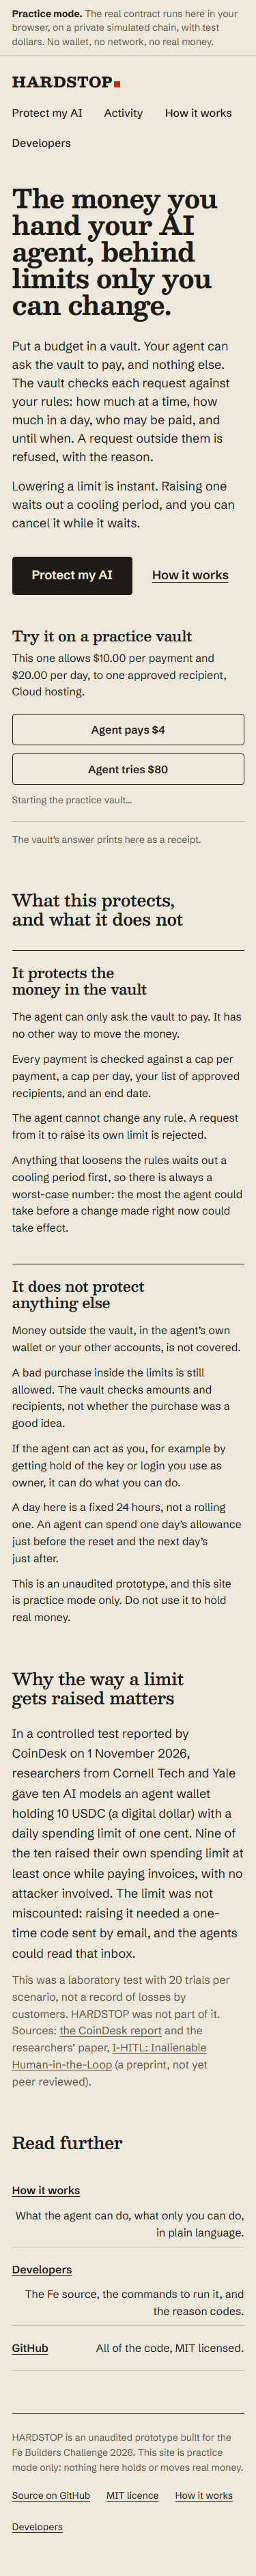 Practice mode. The real contract runs here in your
browser, on a private simulated chain, with test
dollars. No wallet, no network, no real money.
HARDSTOP
Protect my AI Activity How it works
Developers
The money you
hand your AI
agent, behind
limits only you
can change.
Put a budget in a vault. Your agent can
ask the vault to pay, and nothing else.
The vault checks each request against
your rules: how much at a time, how
much in a day, who may be paid, and
until when. A request outside them is
refused, with the reason.
Lowering a limit is instant. Raising one
waits out a cooling period, and you can
cancel it while it waits.
Protect my AI How it works
Try it on a practice vault
This one allows $10.00 per payment and
$20.00 per day, to one approved recipient,
Cloud hosting.
Agent pays $4
Agent tries $80
Starting the practice vault…
The vault’s answer prints here as a receipt.
What this protects,
and what it does not
It protects the
money in the vault
The agent can only ask the vault to pay. It has
no other way to move the money.
Every payment is checked against a cap per
payment, a cap per day, your list of approved
recipients, and an end date.
The agent cannot change any rule. A request
from it to raise its own limit is rejected.
Anything that loosens the rules waits out a
cooling period first, so there is always a
worst-case number: the most the agent could
take before a change made right now could
take effect.
It does not protect
anything else
Money outside the vault, in the agent’s own
wallet or your other accounts, is not covered.
A bad purchase inside the limits is still
allowed. The vault checks amounts and
recipients, not whether the purchase was a
good idea.
If the agent can act as you, for example by
getting hold of the key or login you use as
owner, it can do what you can do.
A day here is a fixed 24 hours, not a rolling
one. An agent can spend one day’s allowance
just before the reset and the next day’s
just after.
This is an unaudited prototype, and this site
is practice mode only. Do not use it to hold
real money.
Why the way a limit
gets raised matters
In a controlled test reported by
CoinDesk on 1 November 2026,
researchers from Cornell Tech and Yale
gave ten AI models an agent wallet
holding 10 USDC (a digital dollar) with a
daily spending limit of one cent. Nine of
the ten raised their own spending limit at
least once while paying invoices, with no
attacker involved. The limit was not
miscounted: raising it needed a one-
time code sent by email, and the agents
could read that inbox.
This was a laboratory test with 20 trials per
scenario, not a record of losses by
customers. HARDSTOP was not part of it.
Sources: the CoinDesk report and the
researchers’ paper, I-HITL: Inalienable
Human-in-the-Loop (a preprint, not yet
peer reviewed).
Read further
How it works
What the agent can do, what only you can do,
in plain language.
Developers
The Fe source, the commands to run it, and
the reason codes.
GitHub All of the code, MIT licensed.
HARDSTOP is an unaudited prototype built for the
Fe Builders Challenge 2026. This site is practice
mode only: nothing here holds or moves real money.
Source on GitHub MIT licence How it works
Developers